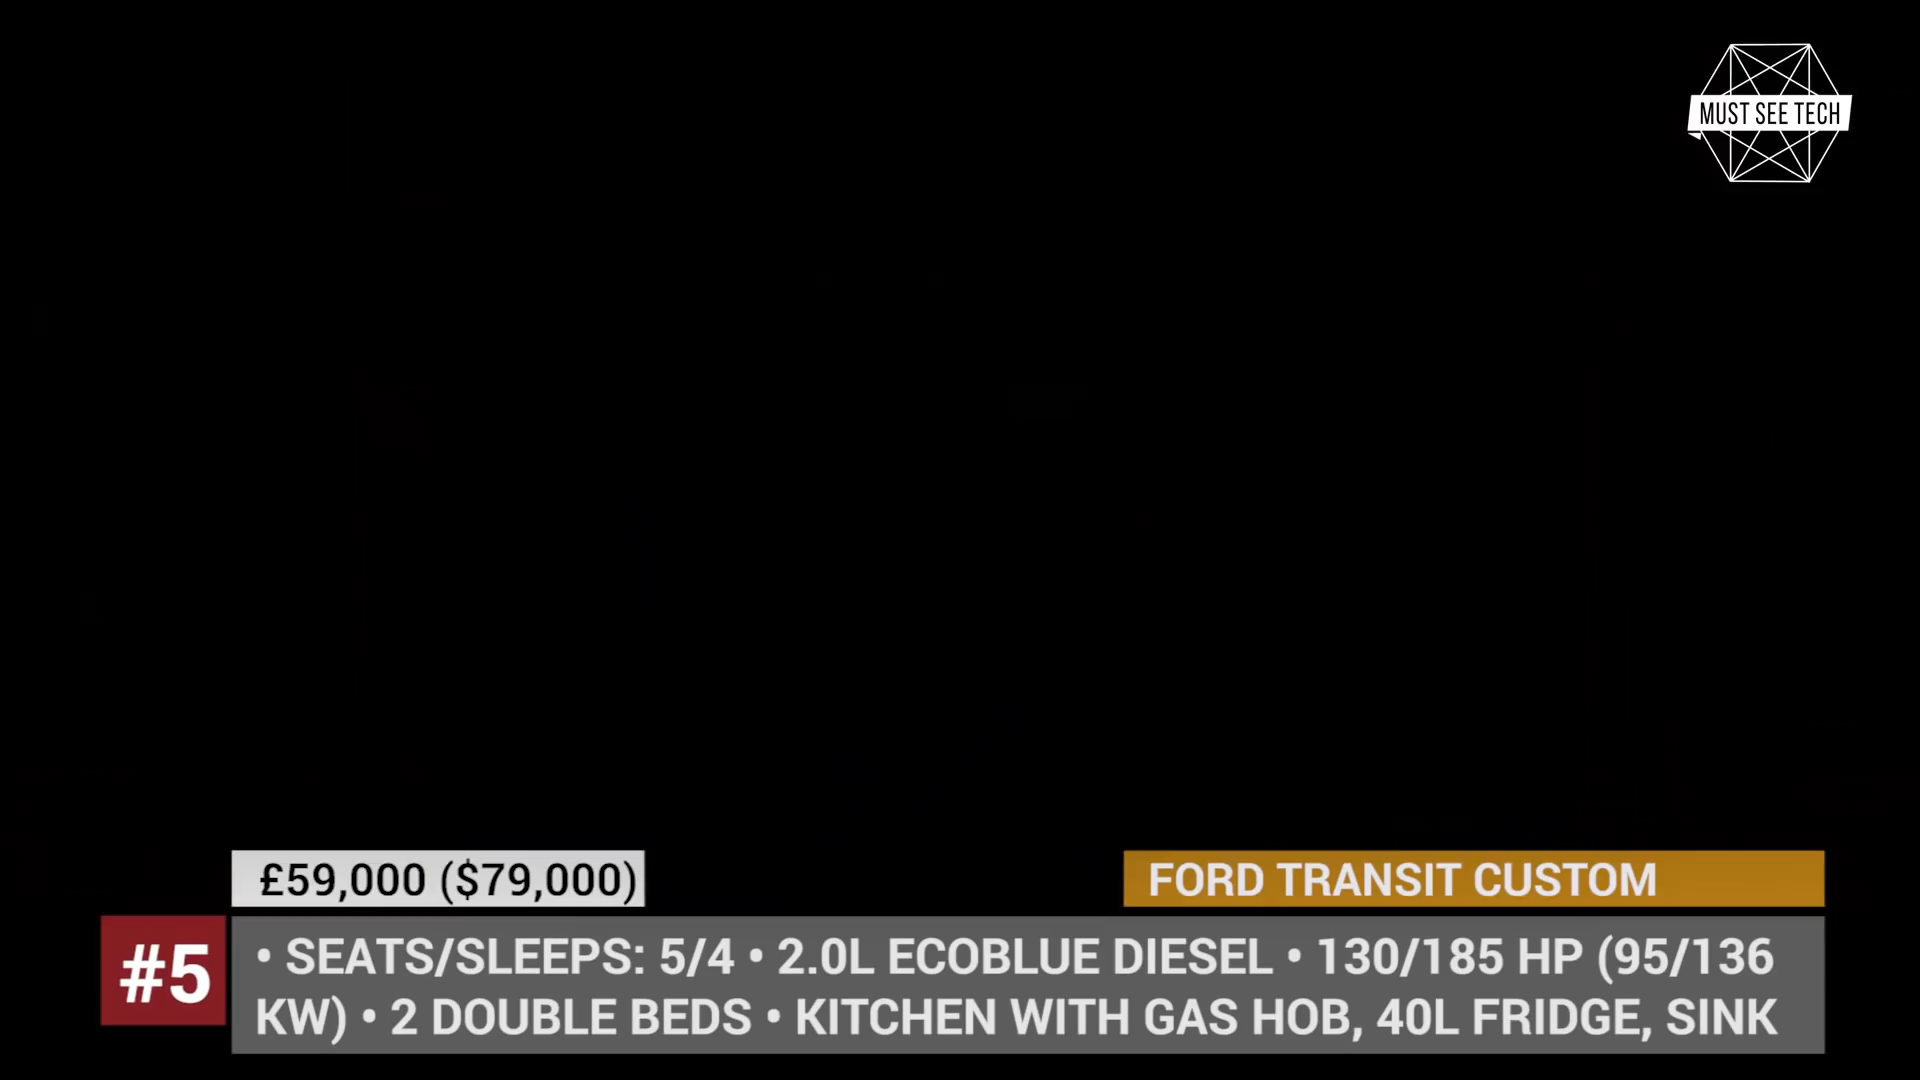 MUST SEE TECH
£59,000 ($79,000)
FORD TRANSIT CUSTOM
#5
• SEATS/SLEEPS: 5/4 • 2.0L ECOBLUE DIESEL • 130/185 HP (95/136
KW) • 2 DOUBLE BEDS • KITCHEN WITH GAS HOB, 40L FRIDGE, SINK